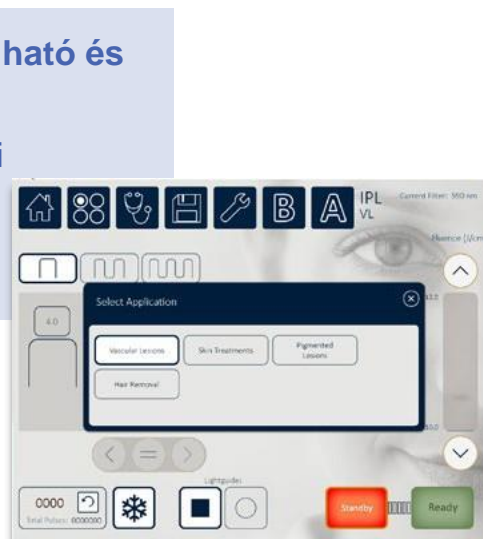 ható és
i
B A IPL
VL
Current Filter: 550 nm
Fluence (J/cm
Select Application
4.0
Vascular Lesions
Skin Treatments
Pigmented
Lesions
Hair Removal
Lightguides
0000
Total Pulses: 0000000
Standby
Ready